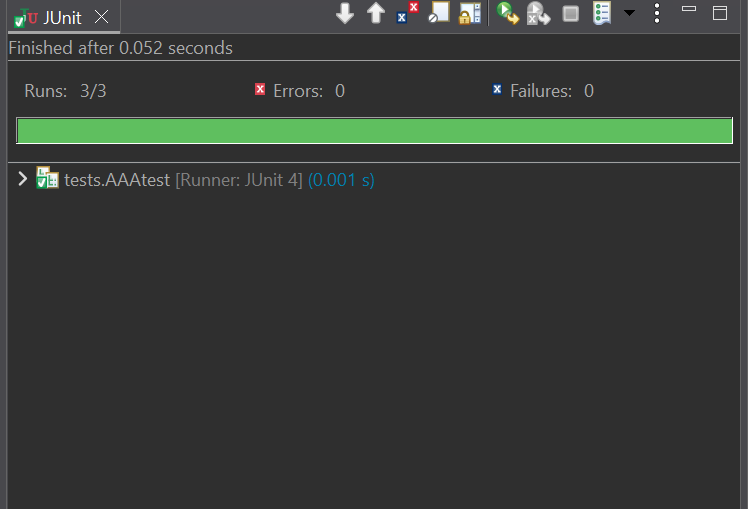 JUnit
Finished after 0.052 seconds
Runs: 3/3 Errors: 0 Failures: 0
tests.AAAtest [Runner: JUnit 4] (0.001 s)